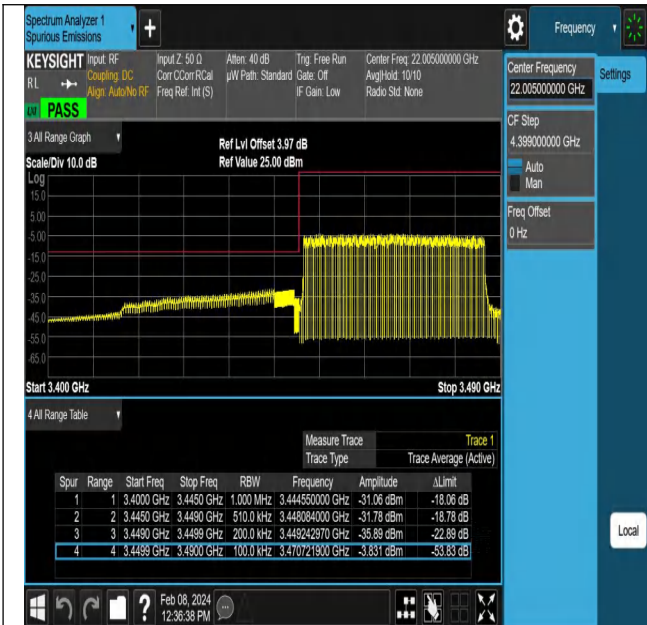 Spectrum Analyzer 1
Spurious Emissions
+
Frequency
KEYSIGHT Input: RF Input Z: 50 Ω Atten: 40 dB Trig: Free Run Center Freq: 22.005000000 GHz
RL Coupling: DC Corr CCorr RCal µW Path: Standard Gate: Off Avg|Hold: 10/10
Align: Auto/No RF Freq Ref: Int (S) IF Gain: Low Radio Std: None
LXI PASS
Center Frequency
22.005000000 GHz
Settings
CF Step
4.399000000 GHz
Auto
Man
Freq Offset
0 Hz
3 All Range Graph
Ref Lvl Offset 3.97 dB
Scale/Div 10.0 dB Ref Value 25.00 dBm
Log
15.0
5.00
-5.00
-15.0
-25.0
-35.0
-45.0
-55.0
-65.0
Start 3.400 GHz Stop 3.490 GHz
4 All Range Table
Measure Trace Trace 1
Trace Type Trace Average (Active)
Spur Range Start Freq Stop Freq RBW Frequency Amplitude ΔLimit
1 1 3.4000 GHz 3.4450 GHz 1.000 MHz 3.444550000 GHz -31.06 dBm -18.06 dB
2 2 3.4450 GHz 3.4490 GHz 510.0 kHz 3.448084000 GHz -31.78 dBm -18.78 dB
3 3 3.4490 GHz 3.4499 GHz 200.0 kHz 3.449242970 GHz -35.89 dBm -22.89 dB
4 4 3.4499 GHz 3.4900 GHz 100.0 kHz 3.470721900 GHz -3.831 dBm -53.83 dB
Local
?
Feb 08, 2024
12:36:38 PM